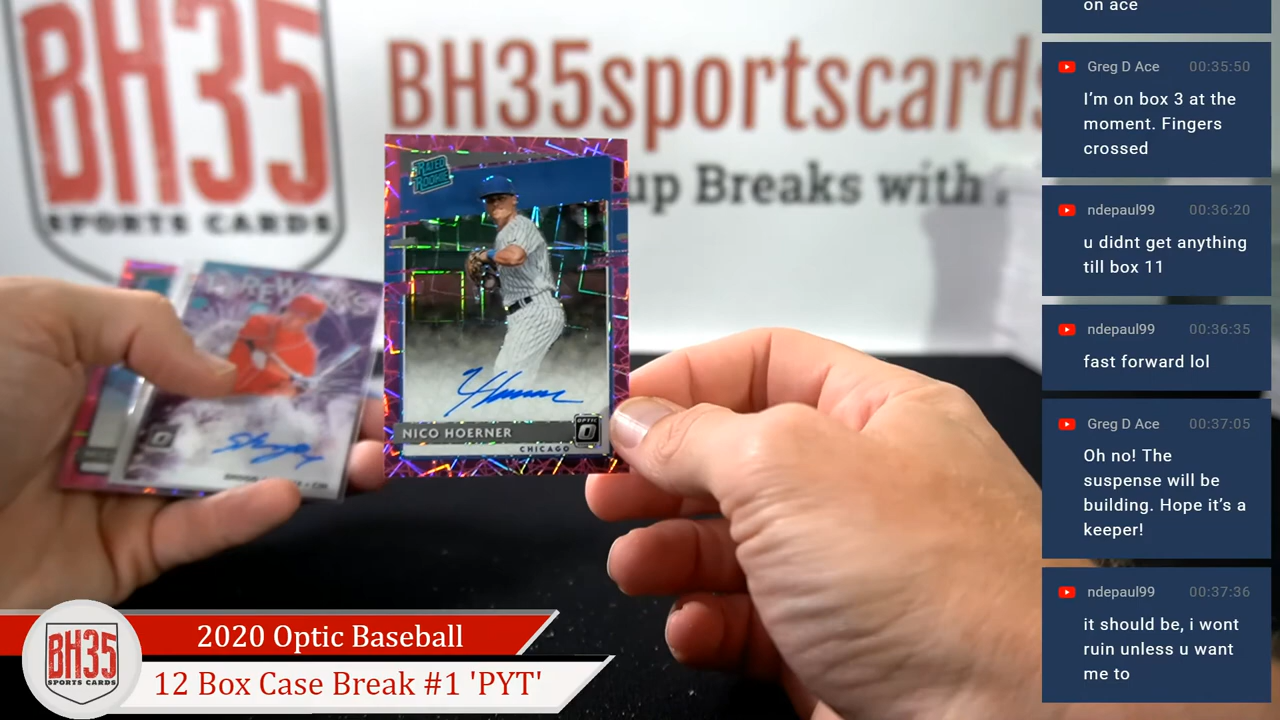 BH35
SPORTS CARDS
BH35sportscards
up Breaks with
RATED
ROOKIE
NICO HOERNER
OPTIC
CHICAGO
2020 Optic Baseball
12 Box Case Break #1 'PYT'
BH35
SPORTS CARDS
on ace
Greg D Ace 00:35:50
I'm on box 3 at the
moment. Fingers
crossed
ndepaul99 00:36:20
u didnt get anything
till box 11
ndepaul99 00:36:35
fast forward lol
Greg D Ace 00:37:05
Oh no! The
suspense will be
building. Hope it's a
keeper!
ndepaul99 00:37:36
it should be, i wont
ruin unless u want
me to